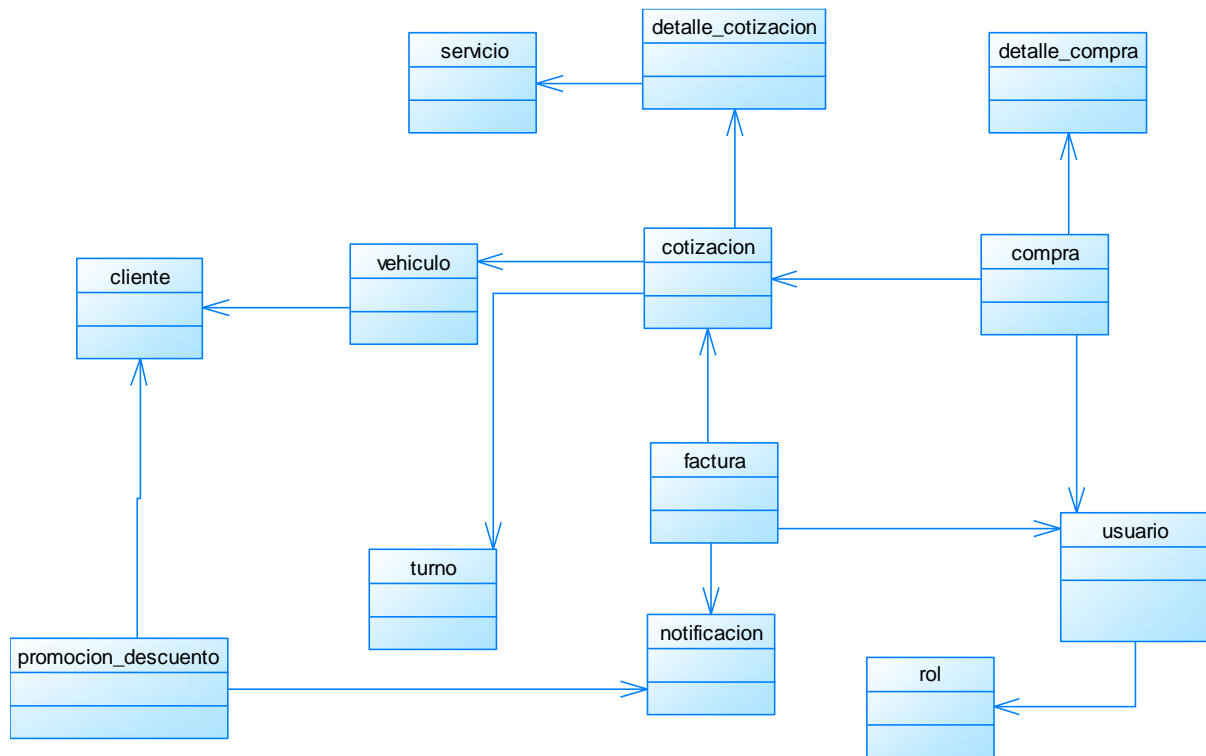 detalle_cotizacion
servicio
detalle_compra
cotizacion
compra
vehiculo
cliente
factura
usuario
turno
notificacion
promocion_descuento
rol